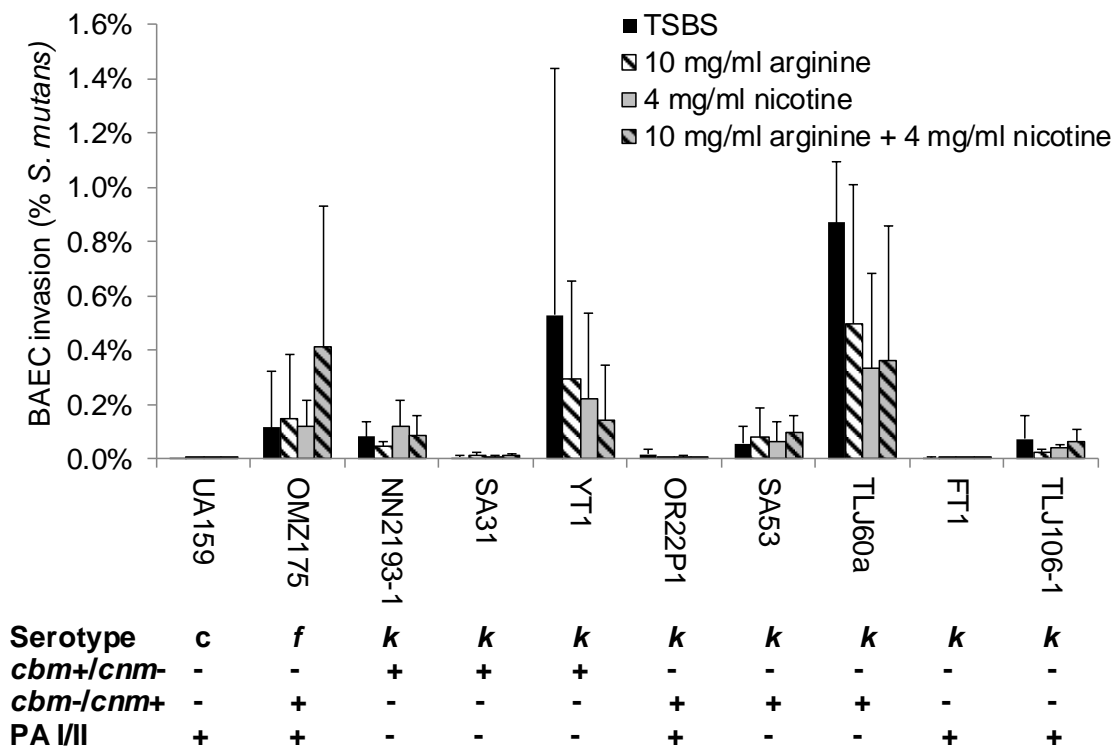 BAEC invasion (% S. mutans)
1.6%
1.4%
1.2%
1.0%
0.8%
0.6%
0.4%
0.2%
0.0%
TSBS
10 mg/ml arginine
4 mg/ml nicotine
10 mg/ml arginine + 4 mg/ml nicotine
UA159
OMZ175
NN2193-1
SA31
YT1
OR22P1
SA53
TLJ60a
FT1
TLJ106-1
Serotype c f k k k k k k k k
cbm+/cnm- - - + + + - - - - -
cbm-/cnm+ - + - - - + + + - -
PA I/II + + - - - + - - + +